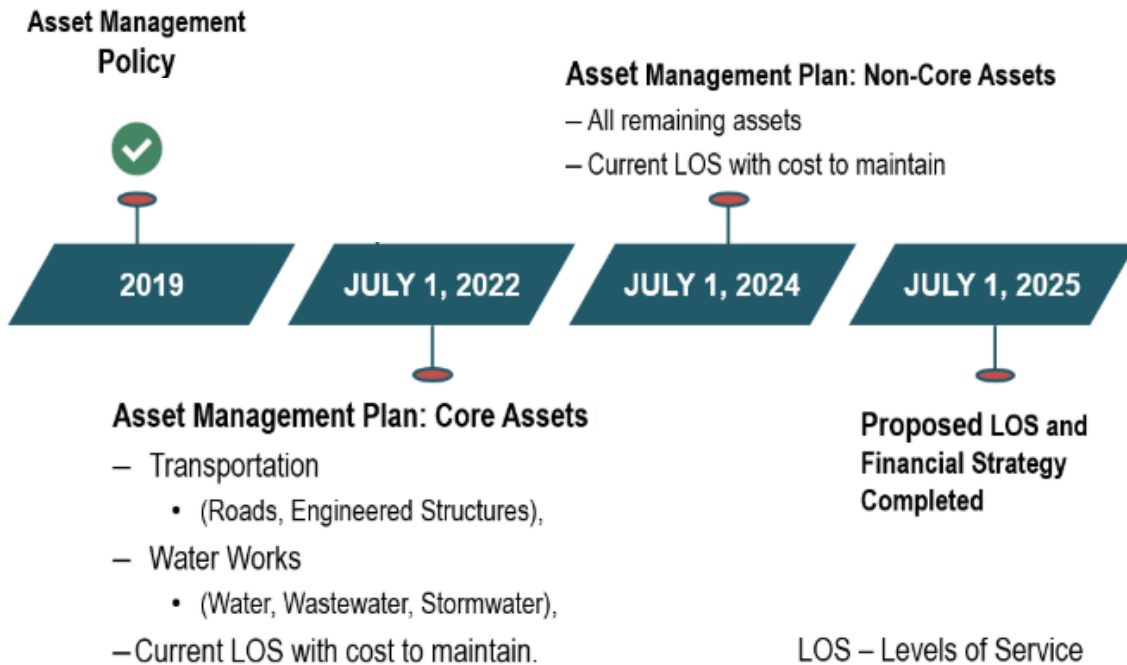 Asset Management
Policy
Asset Management Plan: Non-Core Assets
– All remaining assets
– Current LOS with cost to maintain
2019
JULY 1, 2022
JULY 1, 2024
JULY 1, 2025
Asset Management Plan: Core Assets
– Transportation
• (Roads, Engineered Structures),
– Water Works
• (Water, Wastewater, Stormwater),
– Current LOS with cost to maintain.
Proposed LOS and
Financial Strategy
Completed
LOS – Levels of Service